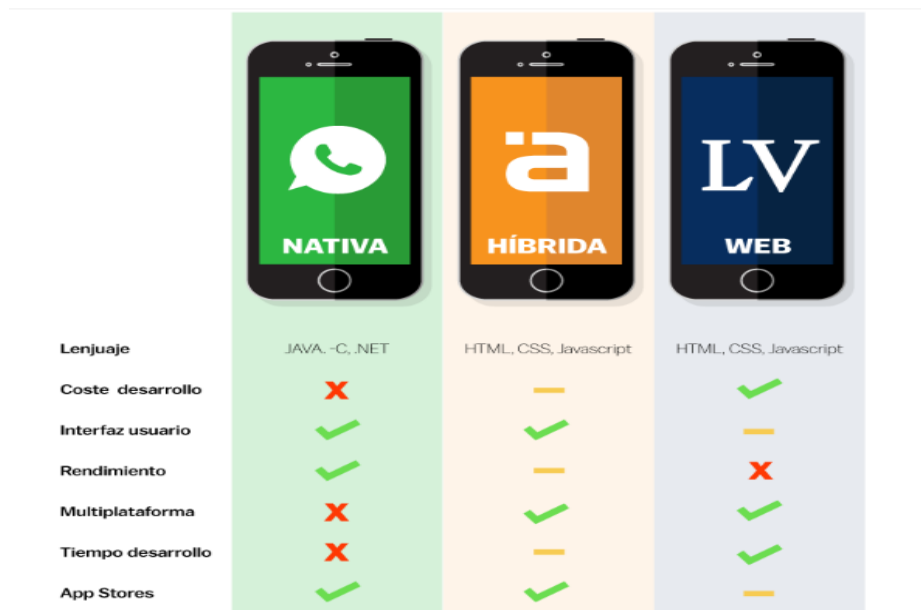 LV
NATIVA
HÍBRIDA
WEB
Lenjuaje JAVA. -C, .NET HTML, CSS, Javascript HTML, CSS, Javascript
Coste desarrollo
Interfaz usuario
Rendimiento
Multiplataforma
Tiempo desarrollo
App Stores